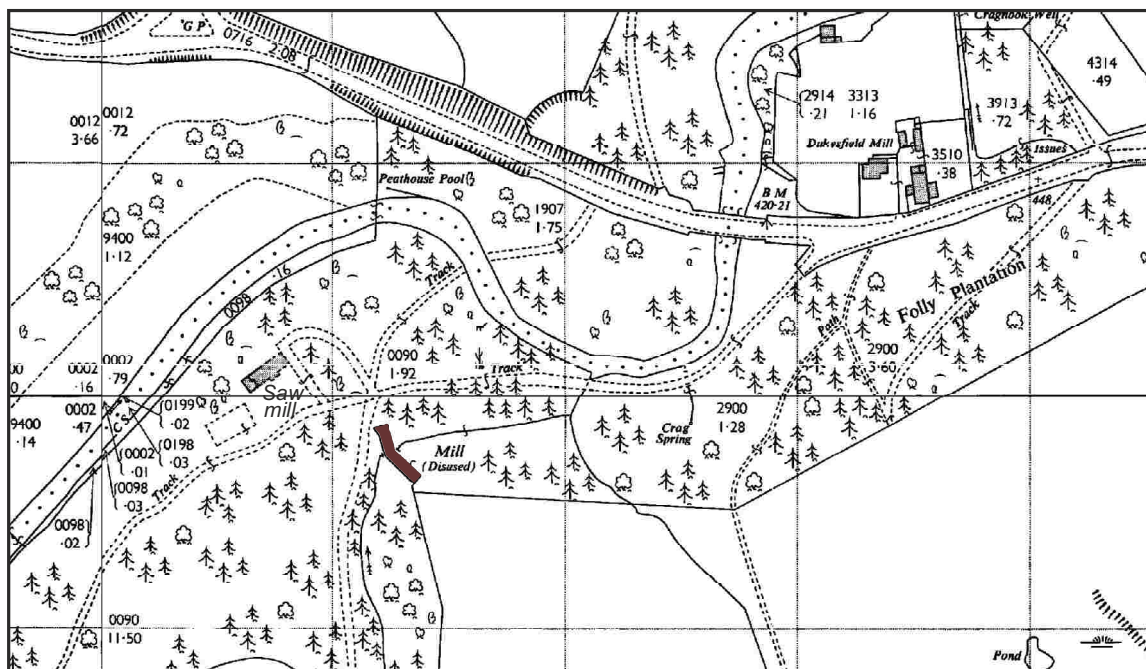 G P
0716
2·08
Cragnook Well
4314
·49
2914
·21
3313
1·16
3913
·72
0012
3·66
0012
·72
Dukesfield Mill
3510
·38
Issues
Peathouse Pool
B M
420·21
448
1907
1·75
9400
1·12
·16
0098
Track
Folly Plantation
Path
Track
0002
·16
0002
·79
0090
1·92
Track
2900
3·60
Saw
mill
9400
·14
0002
·47
0199
·02
C S
0198
·03
0002
·01
0098
·03
0098
·02
Track
Mill
(Disused)
Crag
Spring
2900
1·28
0090
11·50
Pond